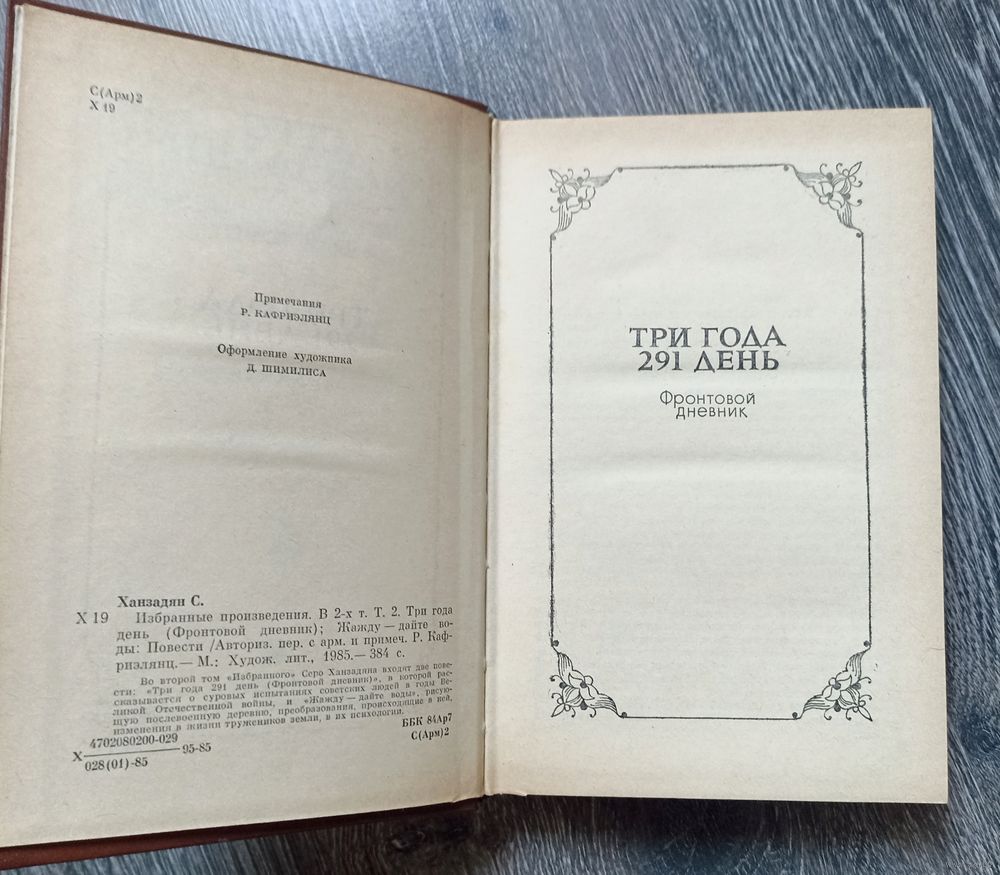 С(Арм)2
Х 19
Примечания
Р. КАФРИЭЛЯНЦ
Оформление художника
Д. ШИМИЛИСА
Ханзадян С.
Х 19 Избранные произведения. В 2-х т. Т. 2. Три года
день (Фронтовой дневник); Жажду — дайте во-
ды: Повести /Авториз. пер. с арм. и примеч. Р. Каф-
риэлянц.— М.: Худож. лит., 1985.— 384 с.
Во второй том «Избранного» Серо Ханзадяна входят две пове-
сти: «Три года 291 день (Фронтовой дневник)», в которой рас-
сказывается о суровых испытаниях советских людей в годы Ве-
ликой Отечественной войны, и «Жажду — дайте воды», рисую-
щую послевоенную деревню, преобразования, происходящие в ней,
изменения в жизни тружеников земли, в их психологии.
Х 4702080200-029
028(01)-85 95-85
ББК 84Ар7
С(Арм)2
ТРИ ГОДА
291 ДЕНЬ
Фронтовой
дневник